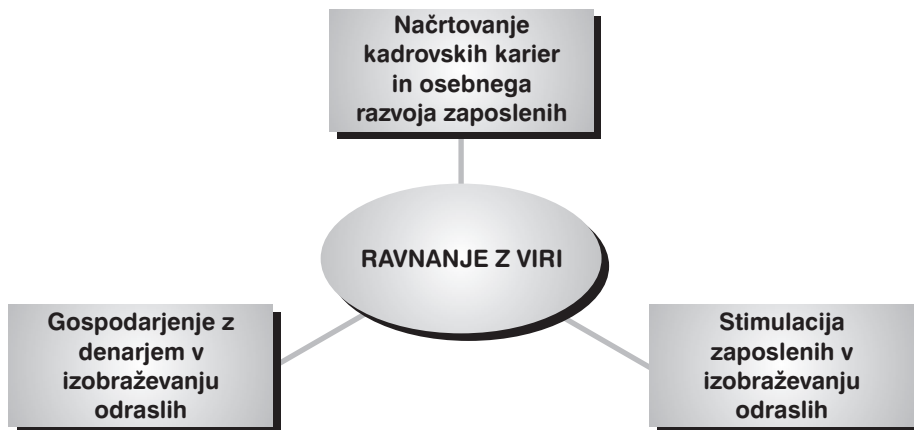 Načrtovanje
kadrovskih karier
in osebnega
razvoja zaposlenih
RAVNANJE Z VIRI
Gospodarjenje z
denarjem v
izobraževanju
odraslih
Stimulacija
zaposlenih v
izobraževanju
odraslih